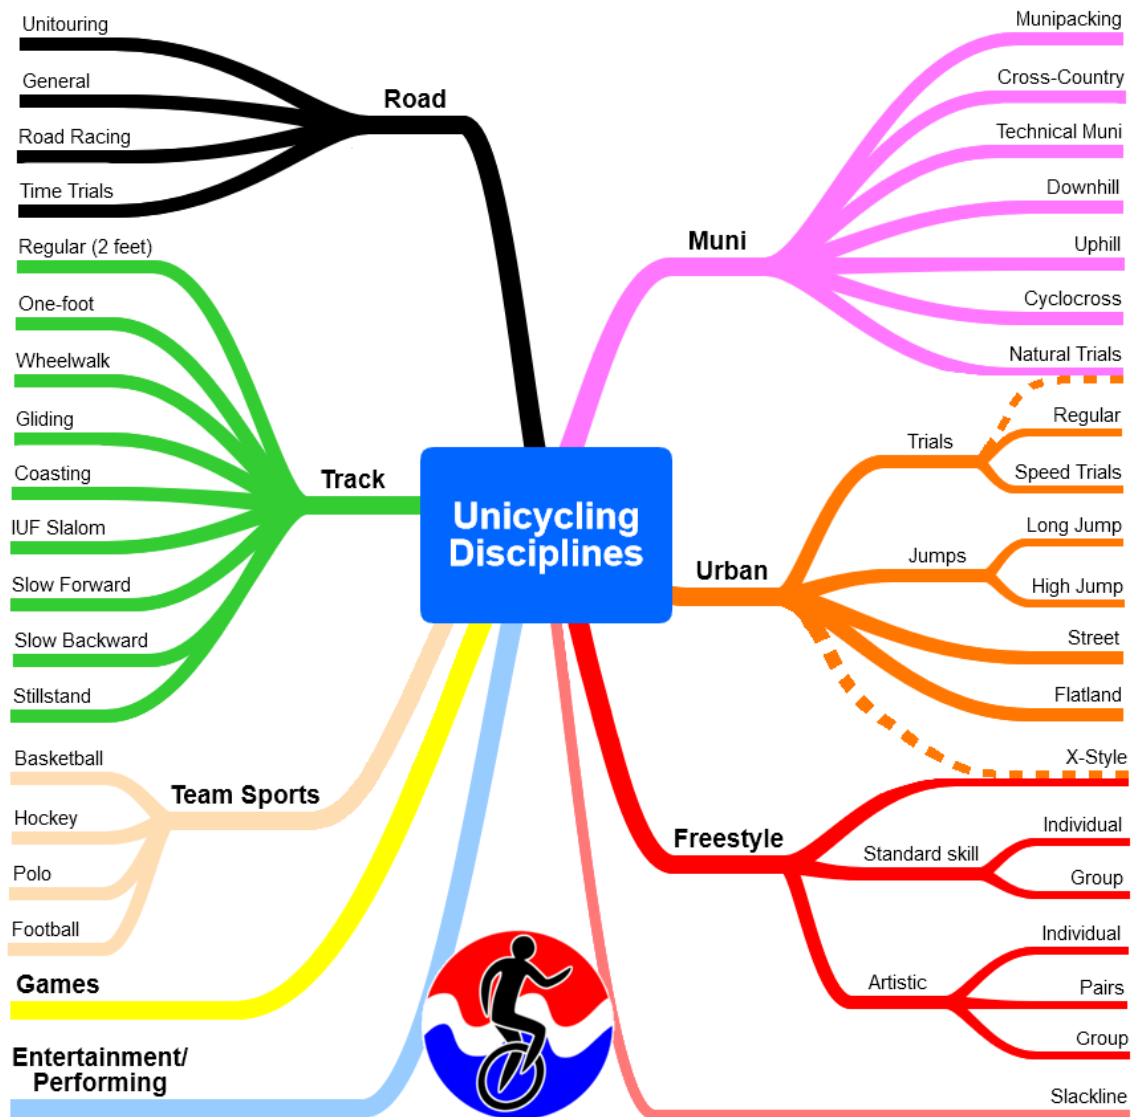 Unitouring
General
Road Racing
Time Trials
Road
Regular (2 feet)
One-foot
Wheelwalk
Gliding
Coasting
IUF Slalom
Slow Forward
Slow Backward
Stillstand
Track
Basketball
Hockey
Polo
Football
Team Sports
Games
Entertainment/
Performing
Unicycling
Disciplines
Muni
Munipacking
Cross-Country
Technical Muni
Downhill
Uphill
Cyclocross
Natural Trials
Urban
Trials
Regular
Speed Trials
Jumps
Long Jump
High Jump
Street
Flatland
X-Style
Freestyle
Standard skill
Individual
Group
Artistic
Individual
Pairs
Group
Slackline